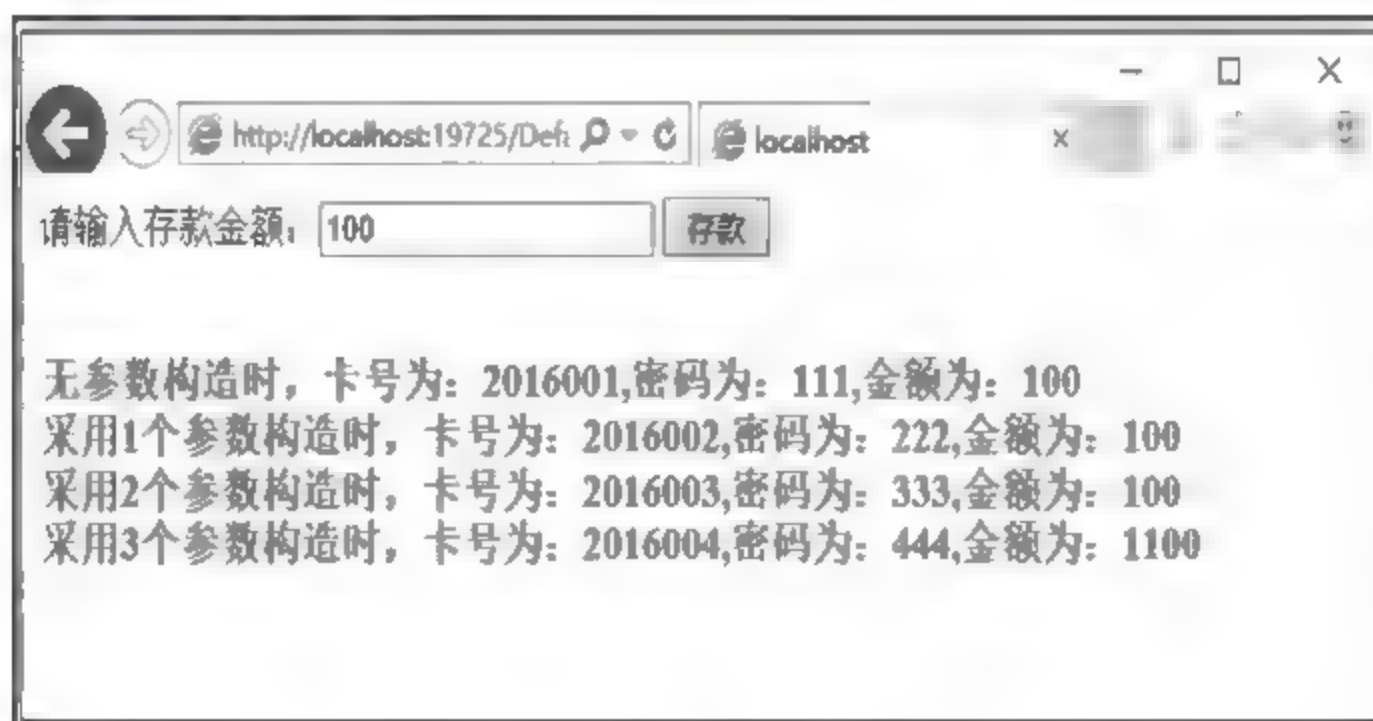 http://localhost:19725/Defa
localhost
请输入存款金额：
100
存款
无参数构造时，卡号为：2016001,密码为：111,金额为：100
采用1个参数构造时，卡号为：2016002,密码为：222,金额为：100
采用2个参数构造时，卡号为：2016003,密码为：333,金额为：100
采用3个参数构造时，卡号为：2016004,密码为：444,金额为：1100